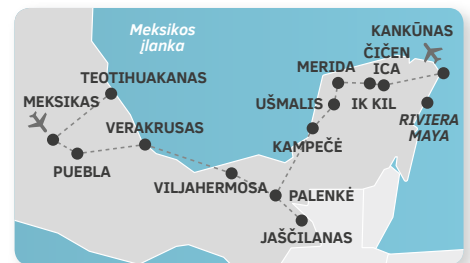 Meksikos
įlanka
KANKŪNAS
ČIČEN
ICA
MERIDA
TEOTIHUAKANAS
MEKSIKAS
UŠMALIS
IK KIL
RIVIERA
MAYA
VERAKRUSAS
KAMPEČĖ
PUEBLA
VILJAHERMOSA
PALENKĖ
JAŠČILANAS